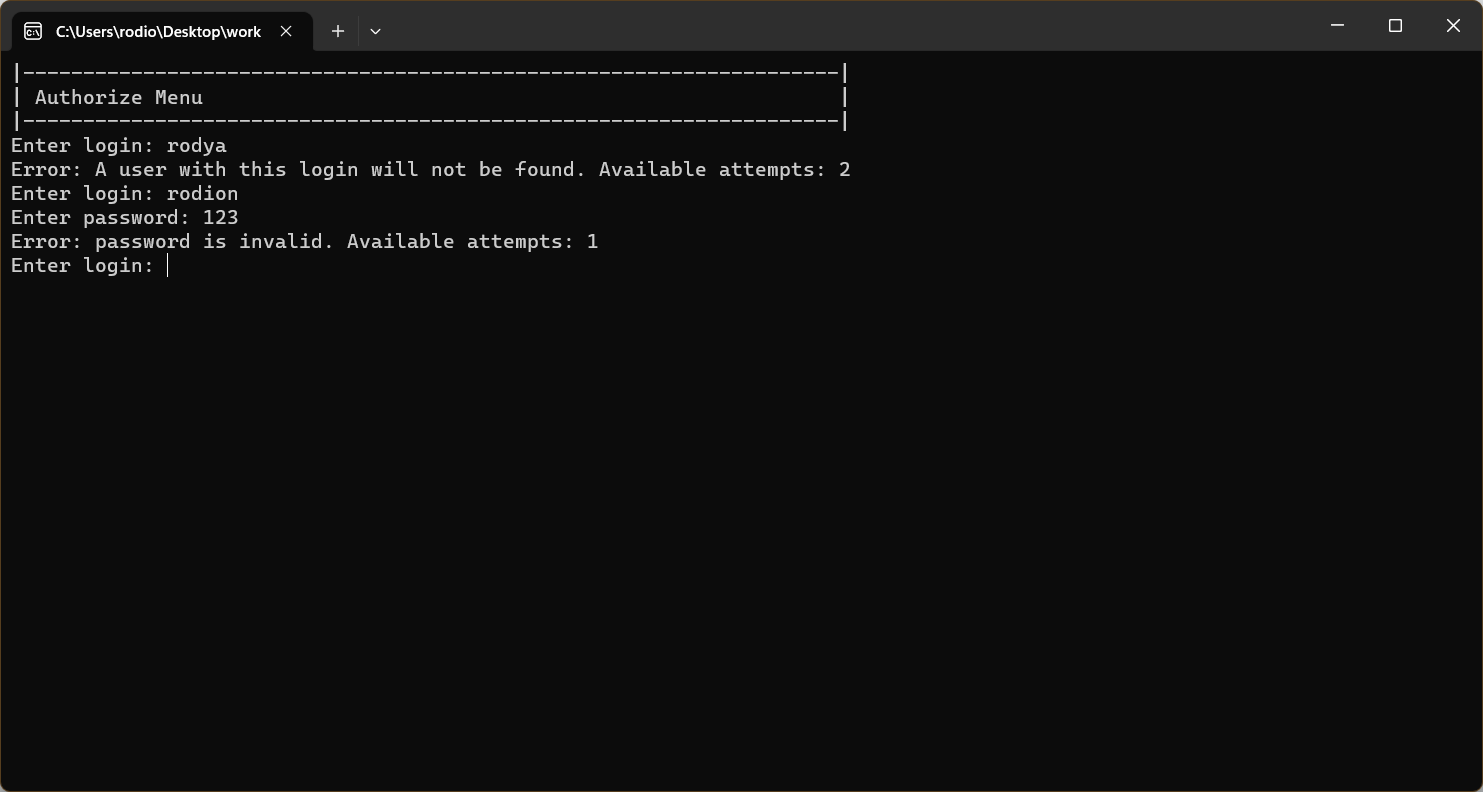 C:\Users\rodio\Desktop\work
|--------------------------------------------------------------------|
| Authorize Menu                                                     |
|--------------------------------------------------------------------|
Enter login: rodya
Error: A user with this login will not be found. Available attempts: 2
Enter login: rodion
Enter password: 123
Error: password is invalid. Available attempts: 1
Enter login: